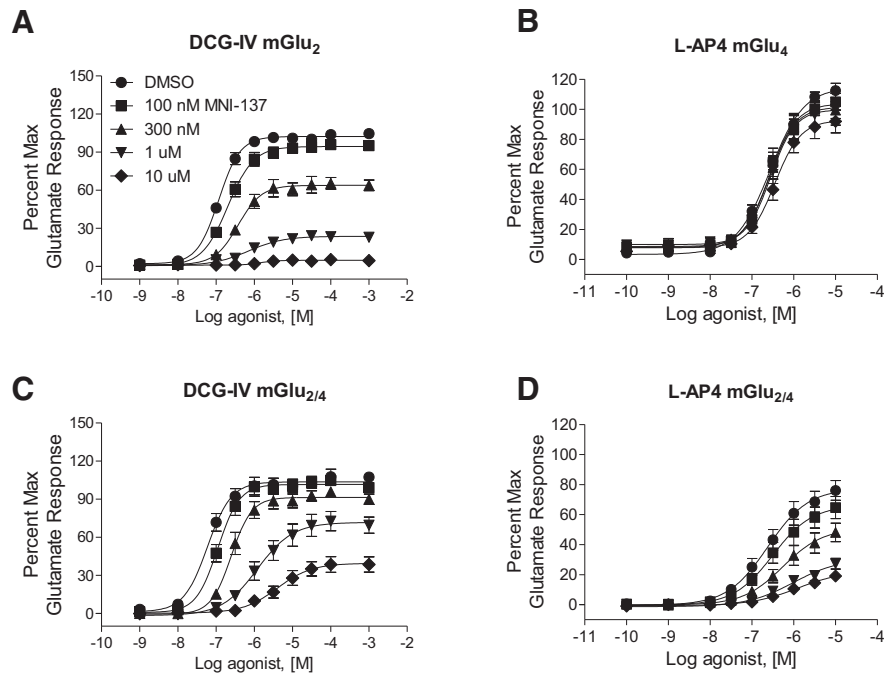 A
DCG-IV mGlu2
Percent Max
Glutamate Response
150
120
90
60
30
0
DMSO
100 nM MNI-137
300 nM
1 uM
10 uM
-10 -9 -8 -7 -6 -5 -4 -3 -2
Log agonist, [M]
B
L-AP4 mGlu4
Percent Max
Glutamate Response
120
100
80
60
40
20
0
-11 -10 -9 -8 -7 -6 -5 -4
Log agonist, [M]
C
DCG-IV mGlu2/4
Percent Max
Glutamate Response
150
120
90
60
30
0
-10 -9 -8 -7 -6 -5 -4 -3 -2
Log agonist, [M]
D
L-AP4 mGlu2/4
Percent Max
Glutamate Response
120
100
80
60
40
20
0
-11 -10 -9 -8 -7 -6 -5 -4
Log agonist, [M]